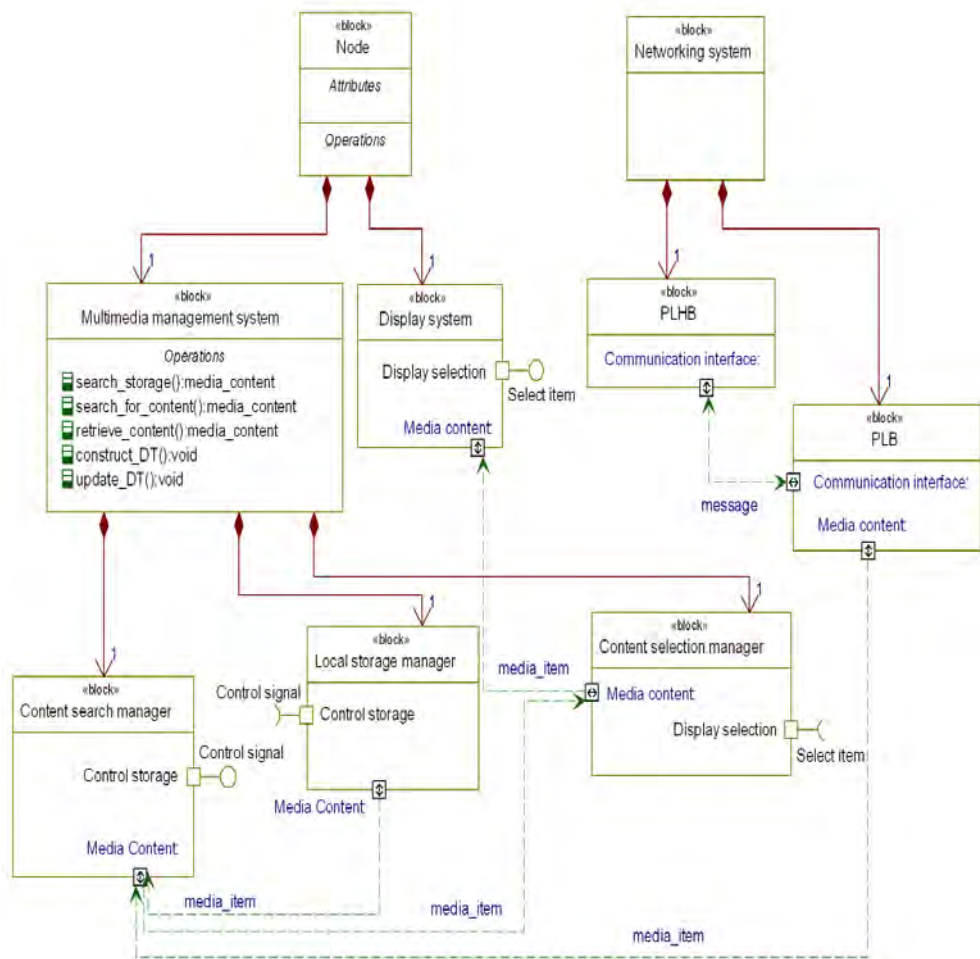 «block»
Node
Attributes
Operations
«block»
Networking system
1
1
1
1
«block»
Multimedia management system
Operations
search_storage():media_content
search_for_content():media_content
retrieve_content():media_content
construct_DT():void
update_DT():void
«block»
Display system
Display selection
Select item
Media content:
«block»
PLHB
Communication interface:
message
«block»
PLB
Communication interface:
Media content:
1
1
1
«block»
Content search manager
Control storage
Control signal
Media Content:
«block»
Local storage manager
Control signal
Control storage
Media Content:
«block»
Content selection manager
media_item
Media content:
Display selection
Select item
media_item
media_item
media_item